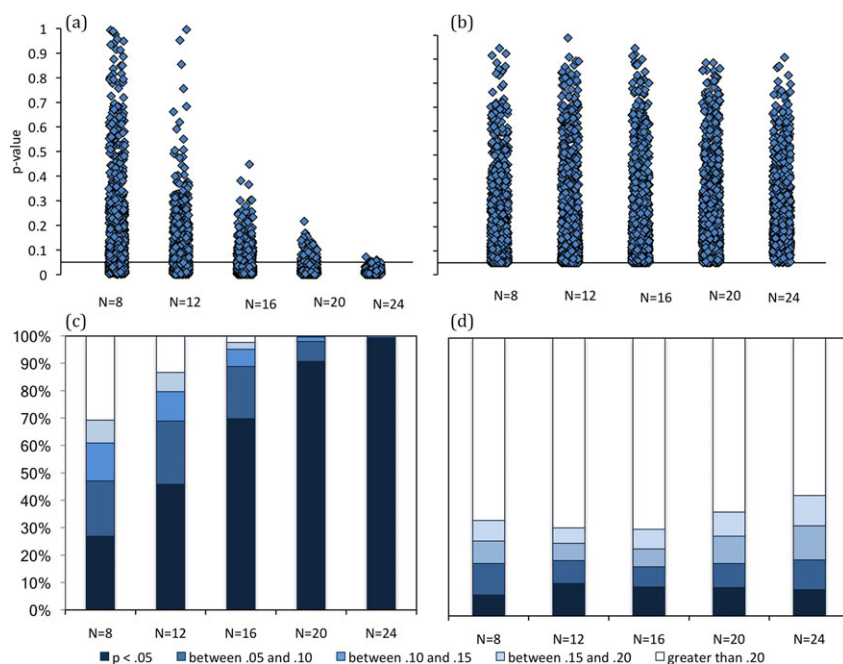 (a)
(b)
1
0.9
0.8
0.7
0.6
0.5
0.4
0.3
0.2
0.1
0
p-value
N=8 N=12 N=16 N=20 N=24
N=8 N=12 N=16 N=20 N=24
(c)
(d)
100%
90%
80%
70%
60%
50%
40%
30%
20%
10%
0%
N=8 N=12 N=16 N=20 N=24
N=8 N=12 N=16 N=20 N=24
p < .05 between .05 and .10 between .10 and .15 between .15 and .20 greater than .20